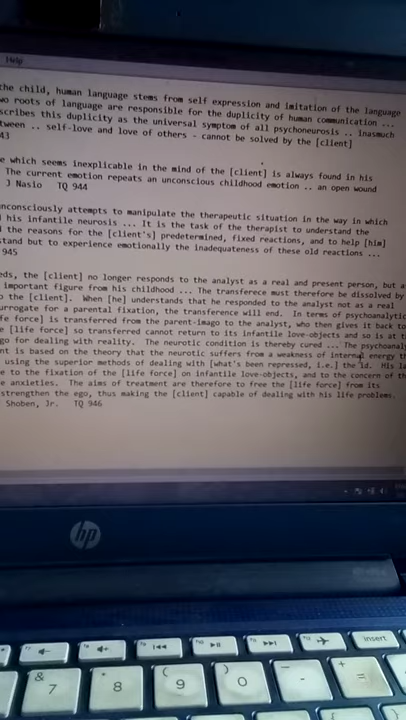 Help
the child, human language stems from self expression and imitation of the language
wo roots of language are responsible for the duplicity of human communication ...
scribes this duplicity as the universal symptom of all psychoneurosis .. inasmuch
tween .. self-love and love of others - cannot be solved by the [client]
43
e which seems inexplicable in the mind of the [client] is always found in his
The current emotion repeats an unconscious childhood emotion .. an open wound
J Nasio TQ 944
nconsciously attempts to manipulate the therapeutic situation in the way in which
his infantile neurosis ... It is the task of the therapist to understand the
the reasons for the [client's] predetermined, fixed reactions, and to help [him]
stand but to experience emotionally the inadequateness of these old reactions ...
945
eds, the [client] no longer responds to the analyst as a real and present person, but a
important figure from his childhood ... The transferece must therefore be dissolved by
o the [client]. When [he] understands that he responded to the analyst not as a real
urrogate for a parental fixation, the transference will end. In terms of psychoanalytic
fe force] is transferred from the parent-imago to the analyst, who then gives it back to
e [life force] so transferred cannot return to its infantile love-objects and so is at t
go for dealing with reality. The neurotic condition is thereby cured ... The psychoanaly
nt is based on the theory that the neurotic suffers from a weakness of internal energy th
using the superior methods of dealing with [what's been repressed, i.e.] the id. His la
e to the fixation of the [life force] on infantile love-objects, and to the concern of th
e anxieties. The aims of treatment are therefore to free the [life force] from its
strengthen the ego, thus making the [client] capable of dealing with his life problems.
Shoben, Jr. TQ 946
hp
insert
& 7
* 8
( 9
) 0
- -
+ =